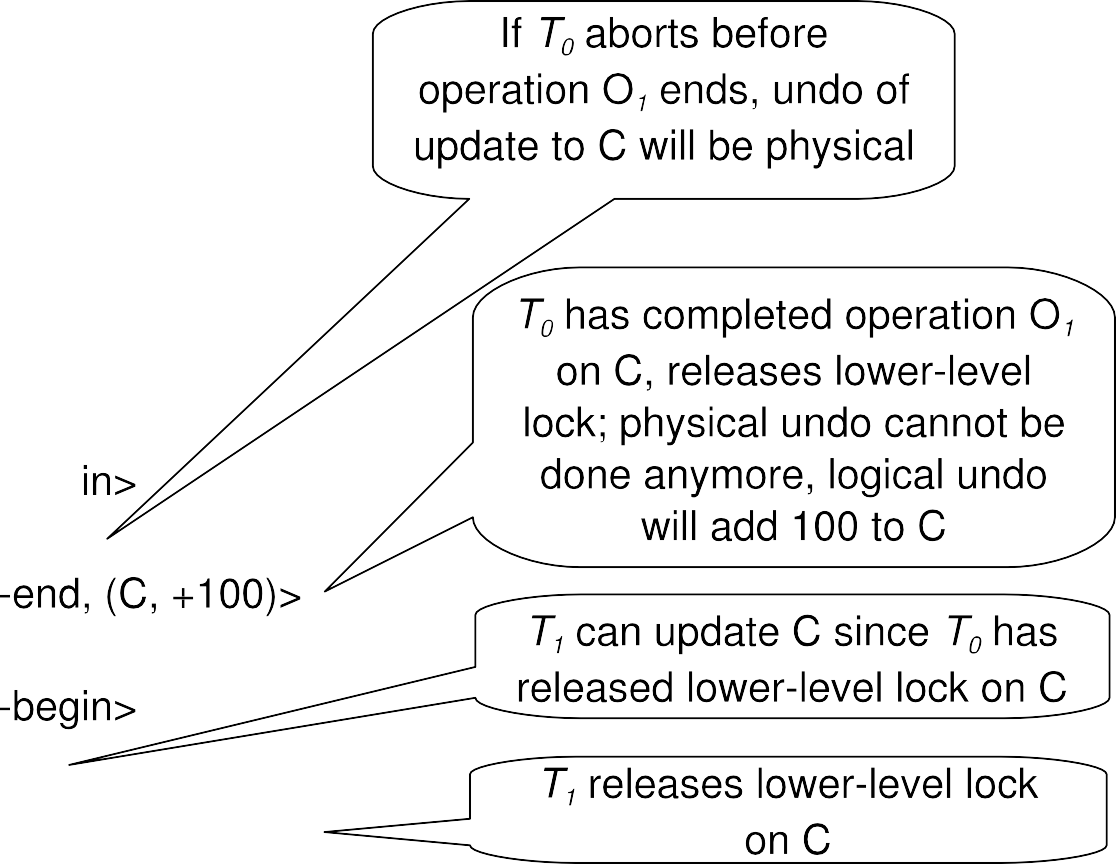 If T₀ aborts before
operation O₁ ends, undo of
update to C will be physical
T₀ has completed operation O₁
on C, releases lower-level
lock; physical undo cannot be
done anymore, logical undo
will add 100 to C
in>
-end, (C, +100)>
T₁ can update C since T₀ has
released lower-level lock on C
-begin>
T₁ releases lower-level lock
on C